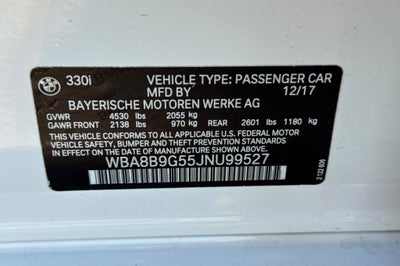 330i VEHICLE TYPE: PASSENGER CAR
BAYERISCHE MOTOREN WERKE AG 12/17
GVWR 4530 lbs 2055 kg
GAWR FRONT 2138 lbs 970 kg REAR 2601 lbs 1180 kg
THIS VEHICLE CONFORMS TO ALL APPLICABLE
U.S. FEDERAL MOTOR
VEHICLE SAFETY, BUMPER AND THEFT PREVENTION STANDARDS
IN EFFECT ON THE DATE OF MANUFACTURE SHOWN ABOVE.
WBA8B9G55JNU99527